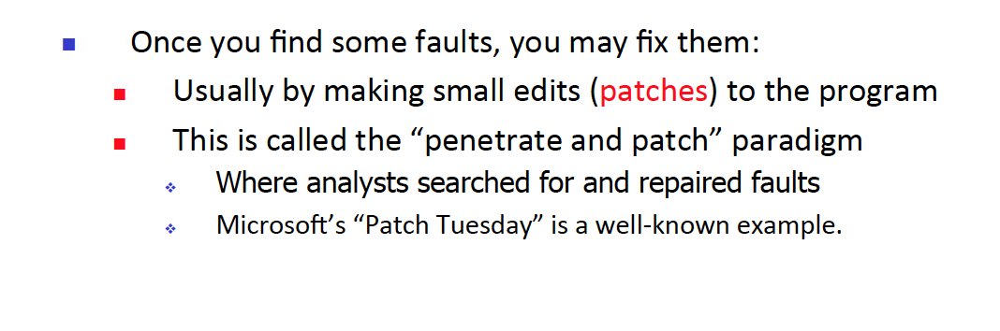 Once you find some faults, you may fix them:
Usually by making small edits (patches) to the program
This is called the “penetrate and patch” paradigm
Where analysts searched for and repaired faults
Microsoft’s “Patch Tuesday” is a well-known example.